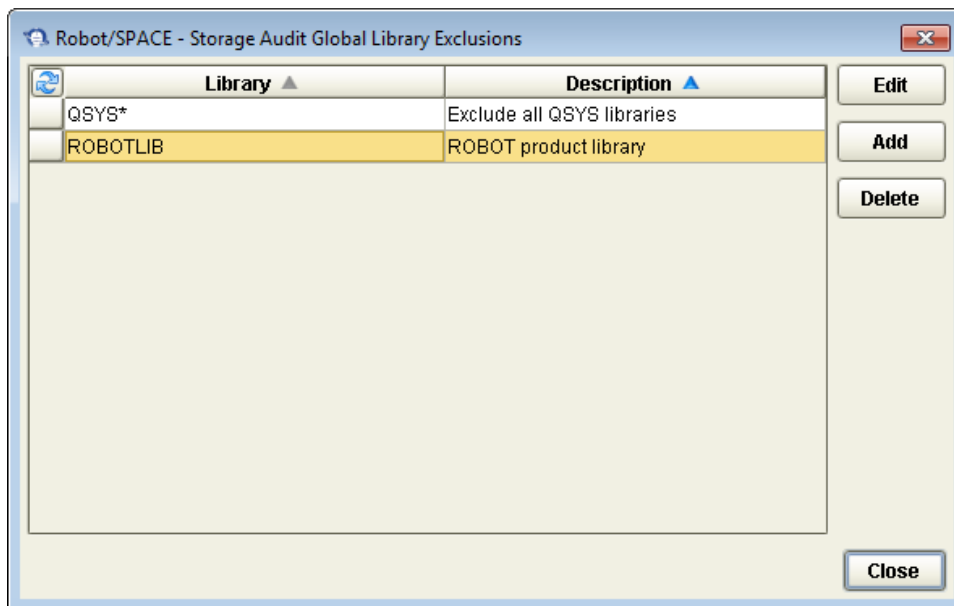 Robot/SPACE - Storage Audit Global Library Exclusions
Library Description
QSYS* Exclude all QSYS libraries
ROBOTLIB ROBOT product library
Edit
Add
Delete
Close